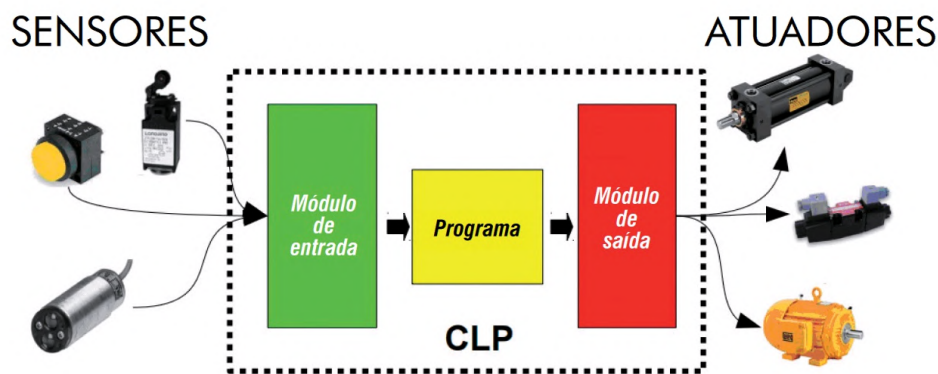 SENSORES
ATUADORES
Módulo
de
entrada
Programa
Módulo
de
saída
CLP